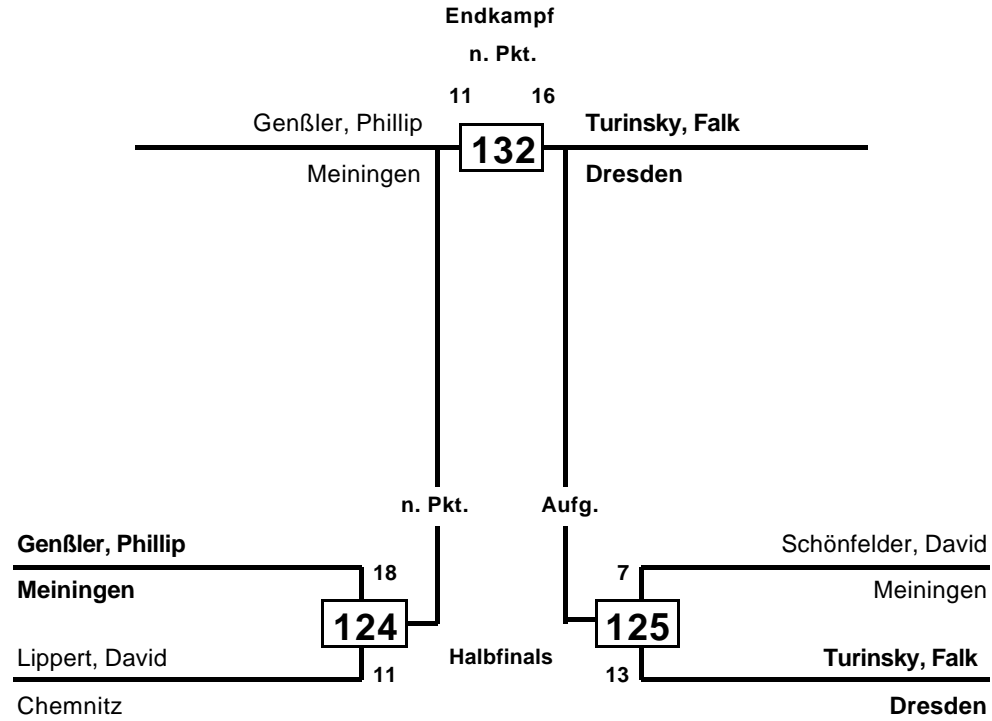 Endkampf
n. Pkt.
11 16
Genßler, Phillip Turinsky, Falk
132
Meiningen Dresden
n. Pkt. Aufg.
Genßler, Phillip Schönfelder, David
18 7
Meiningen Meiningen
124 125
Lippert, David Halbfinals Turinsky, Falk
11 13
Chemnitz Dresden